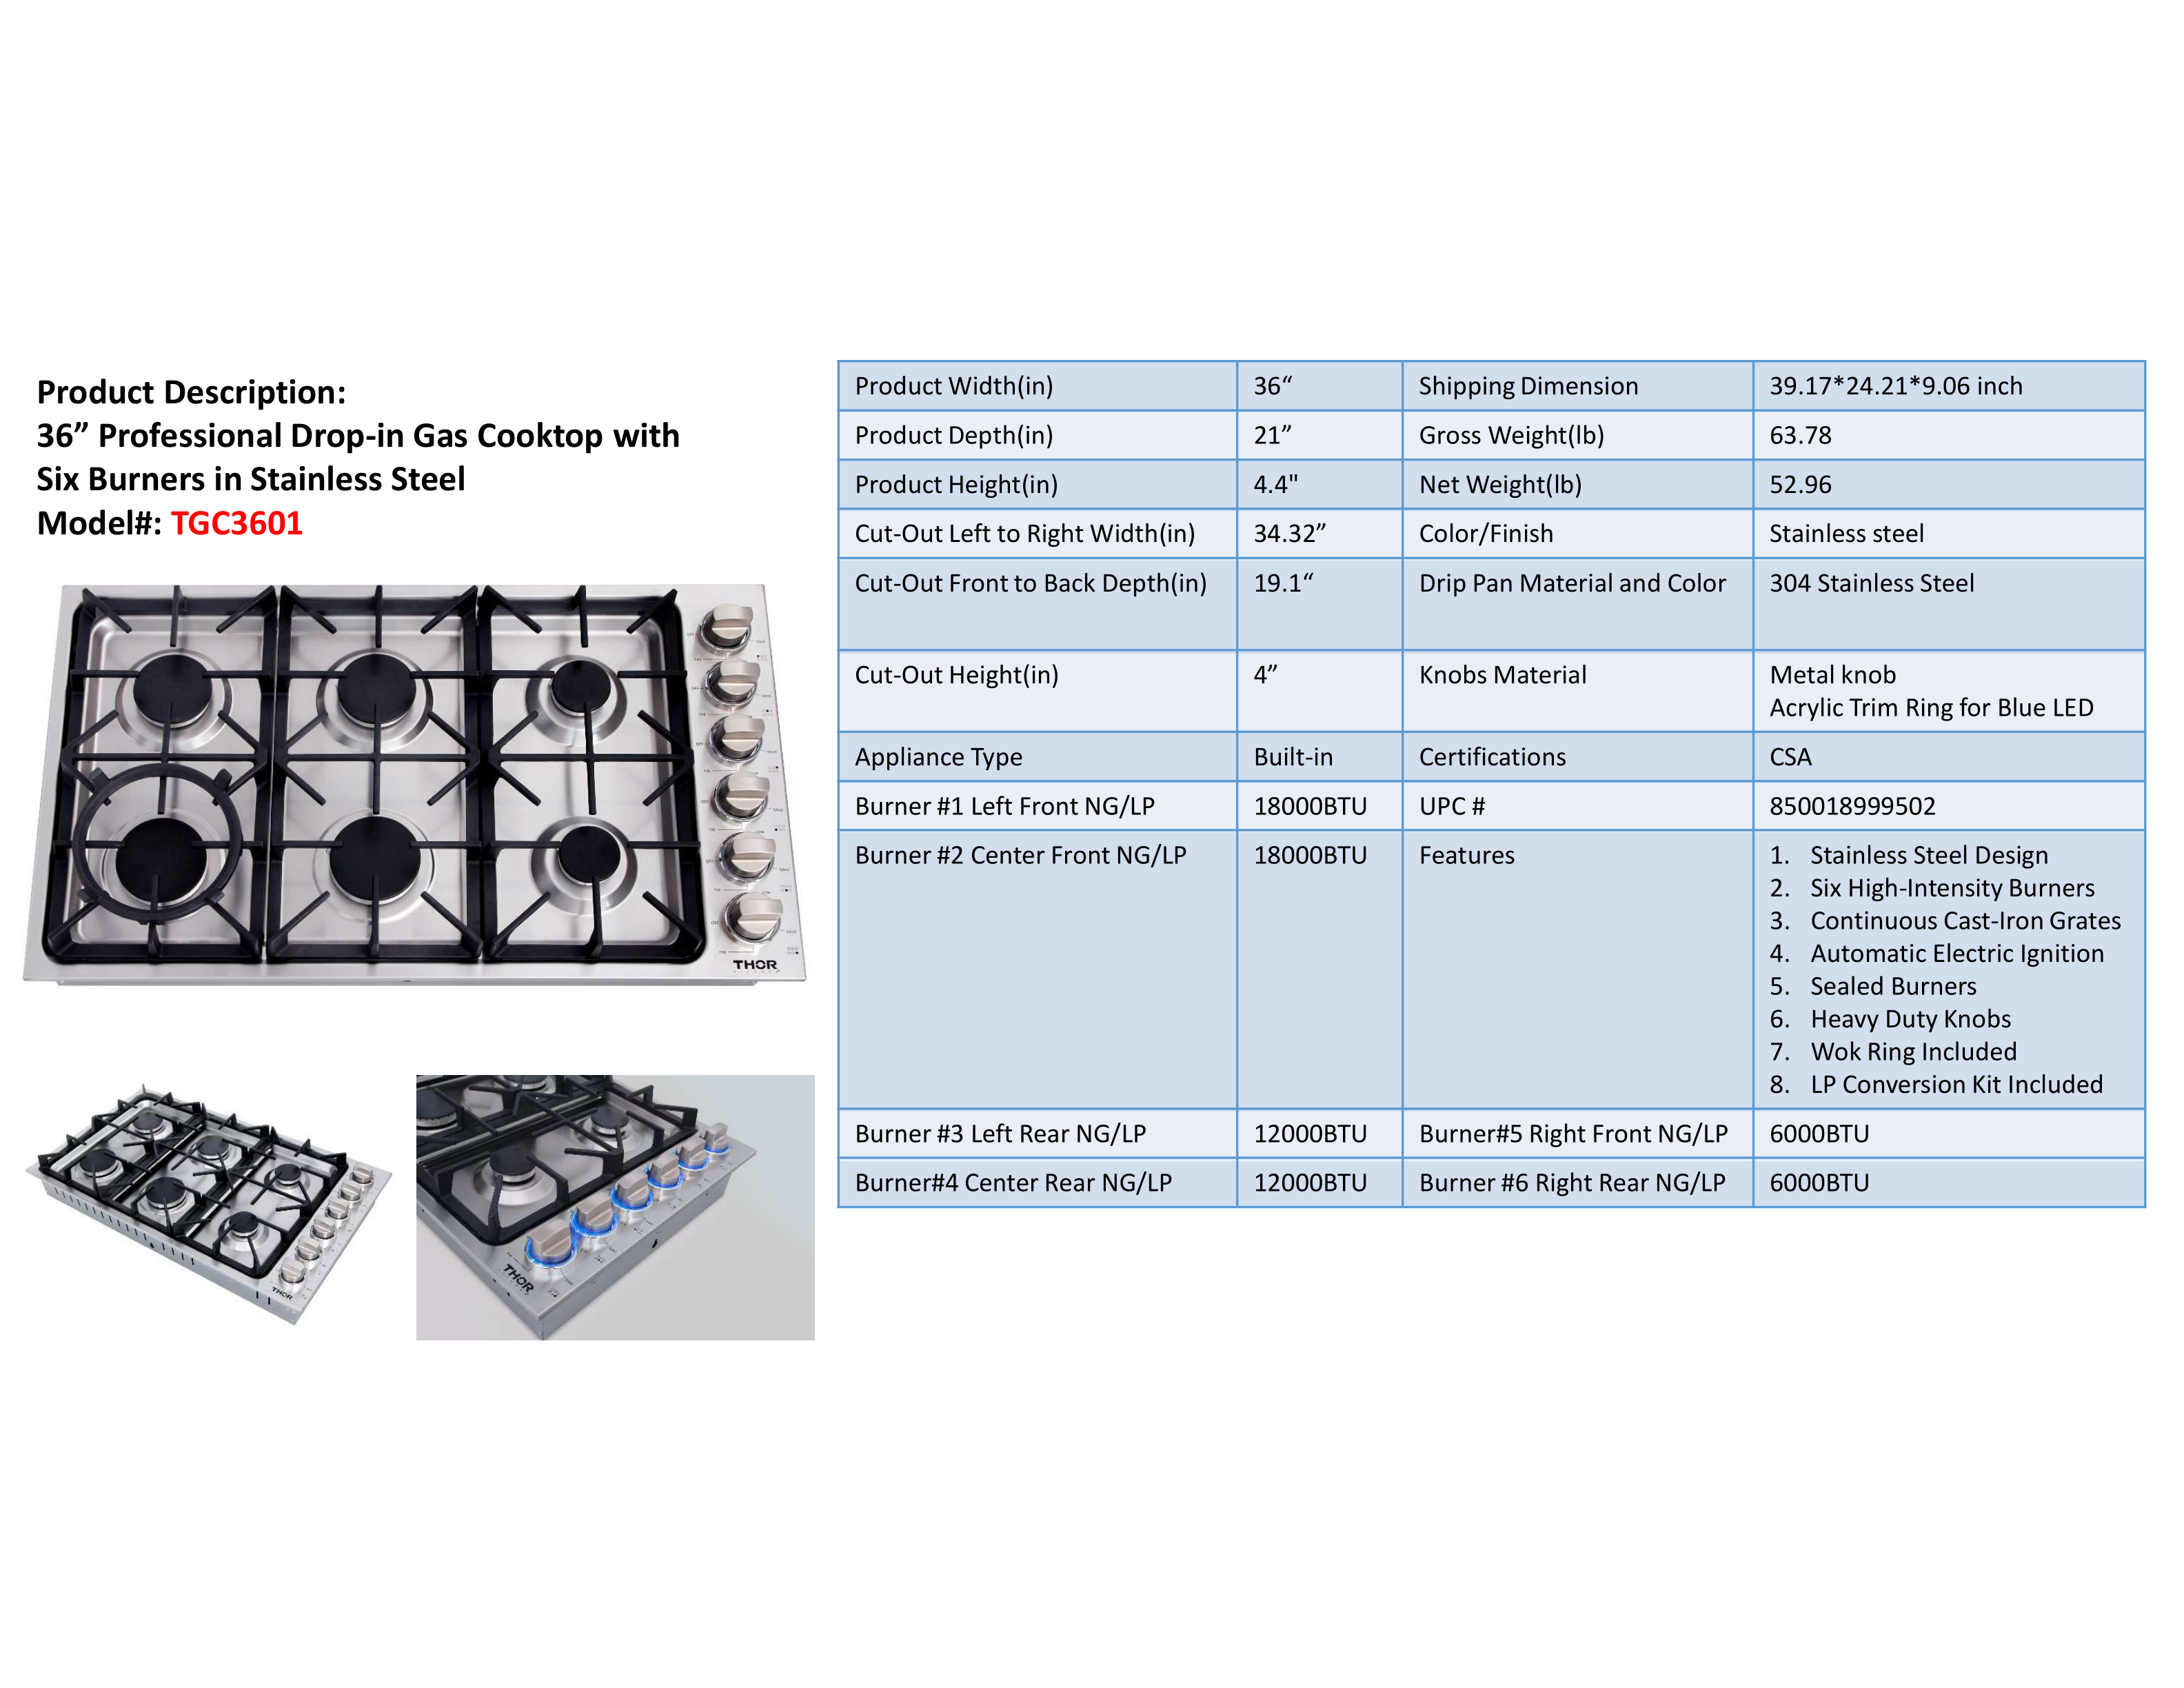 Product Description:
36” Professional Drop-in Gas Cooktop with
Six Burners in Stainless Steel
Model#: TGC3601
THOR
THOR
THOR
Product Width(in) 36“ Shipping Dimension 39.17*24.21*9.06 inch
Product Depth(in) 21” Gross Weight(lb) 63.78
Product Height(in) 4.4" Net Weight(lb) 52.96
Cut-Out Left to Right Width(in) 34.32” Color/Finish Stainless steel
Cut-Out Front to Back Depth(in) 19.1“ Drip Pan Material and Color 304 Stainless Steel
Cut-Out Height(in) 4” Knobs Material Metal knob
Acrylic Trim Ring for Blue LED
Appliance Type Built-in Certifications CSA
Burner #1 Left Front NG/LP 18000BTU UPC # 850018999502
Burner #2 Center Front NG/LP 18000BTU Features 1. Stainless Steel Design
2. Six High-Intensity Burners
3. Continuous Cast-Iron Grates
4. Automatic Electric Ignition
5. Sealed Burners
6. Heavy Duty Knobs
7. Wok Ring Included
8. LP Conversion Kit Included
Burner #3 Left Rear NG/LP 12000BTU Burner#5 Right Front NG/LP 6000BTU
Burner#4 Center Rear NG/LP 12000BTU Burner #6 Right Rear NG/LP 6000BTU